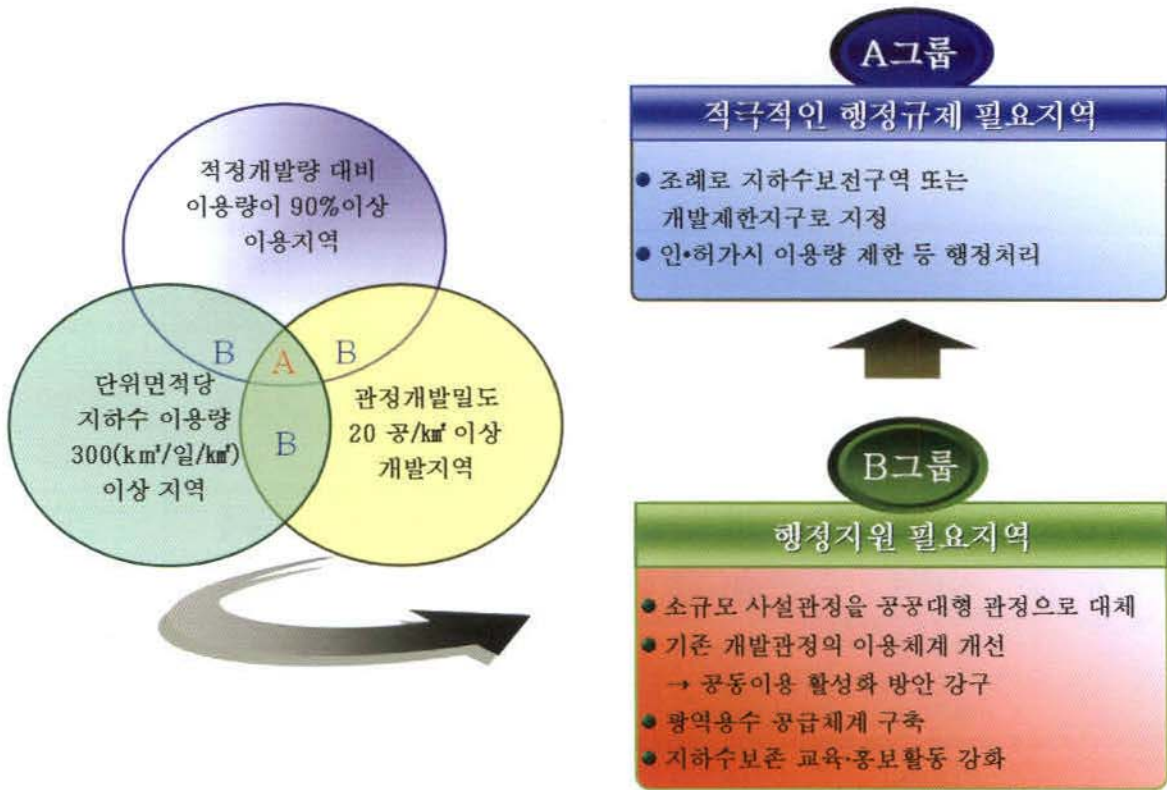 적정개발량 대비
이용량이 90%이상
이용지역
B
A
B
단위면적당
지하수 이용량
300(k㎥/일/㎢)
이상 지역
B
관정개발밀도
20 공/㎢ 이상
개발지역
A그룹
적극적인 행정규제 필요지역
● 조례로 지하수보전구역 또는
개발제한지구로 지정
● 인•허가시 이용량 제한 등 행정처리
B그룹
행정지원 필요지역
● 소규모 사설관정을 공공대형 관정으로 대체
● 기존 개발관정의 이용체계 개선
→ 공동이용 활성화 방안 강구
● 광역용수 공급체계 구축
● 지하수보존 교육·홍보활동 강화